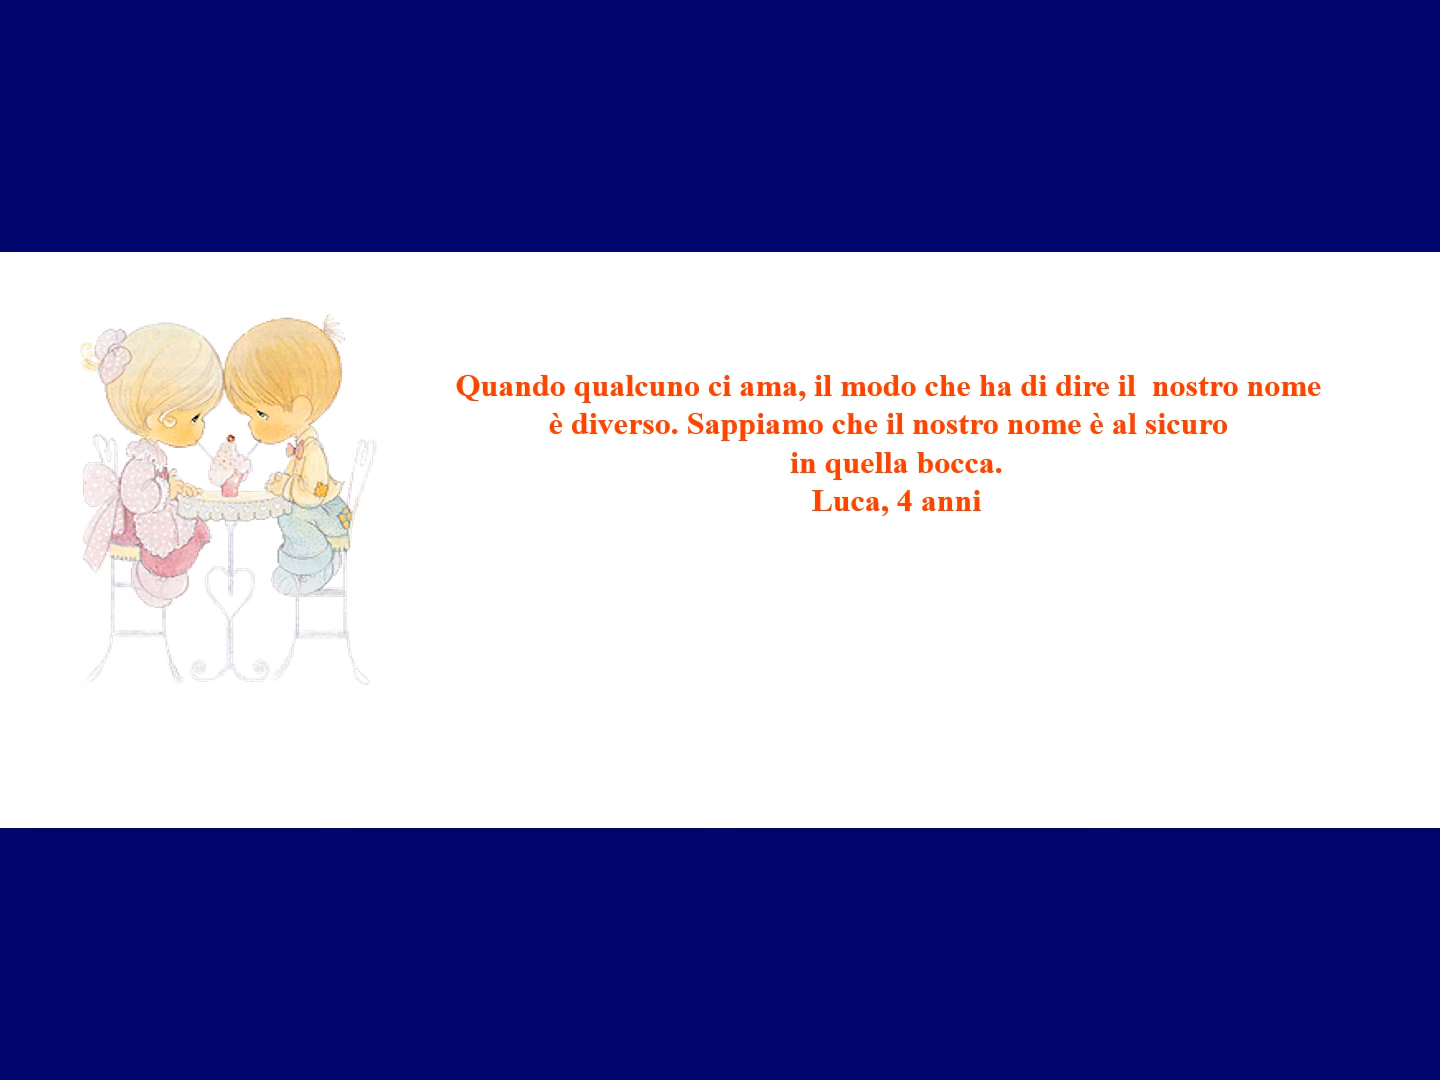 Quando qualcuno ci ama, il modo che ha di dire il  nostro nome
è diverso. Sappiamo che il nostro nome è al sicuro
in quella bocca.
Luca, 4 anni